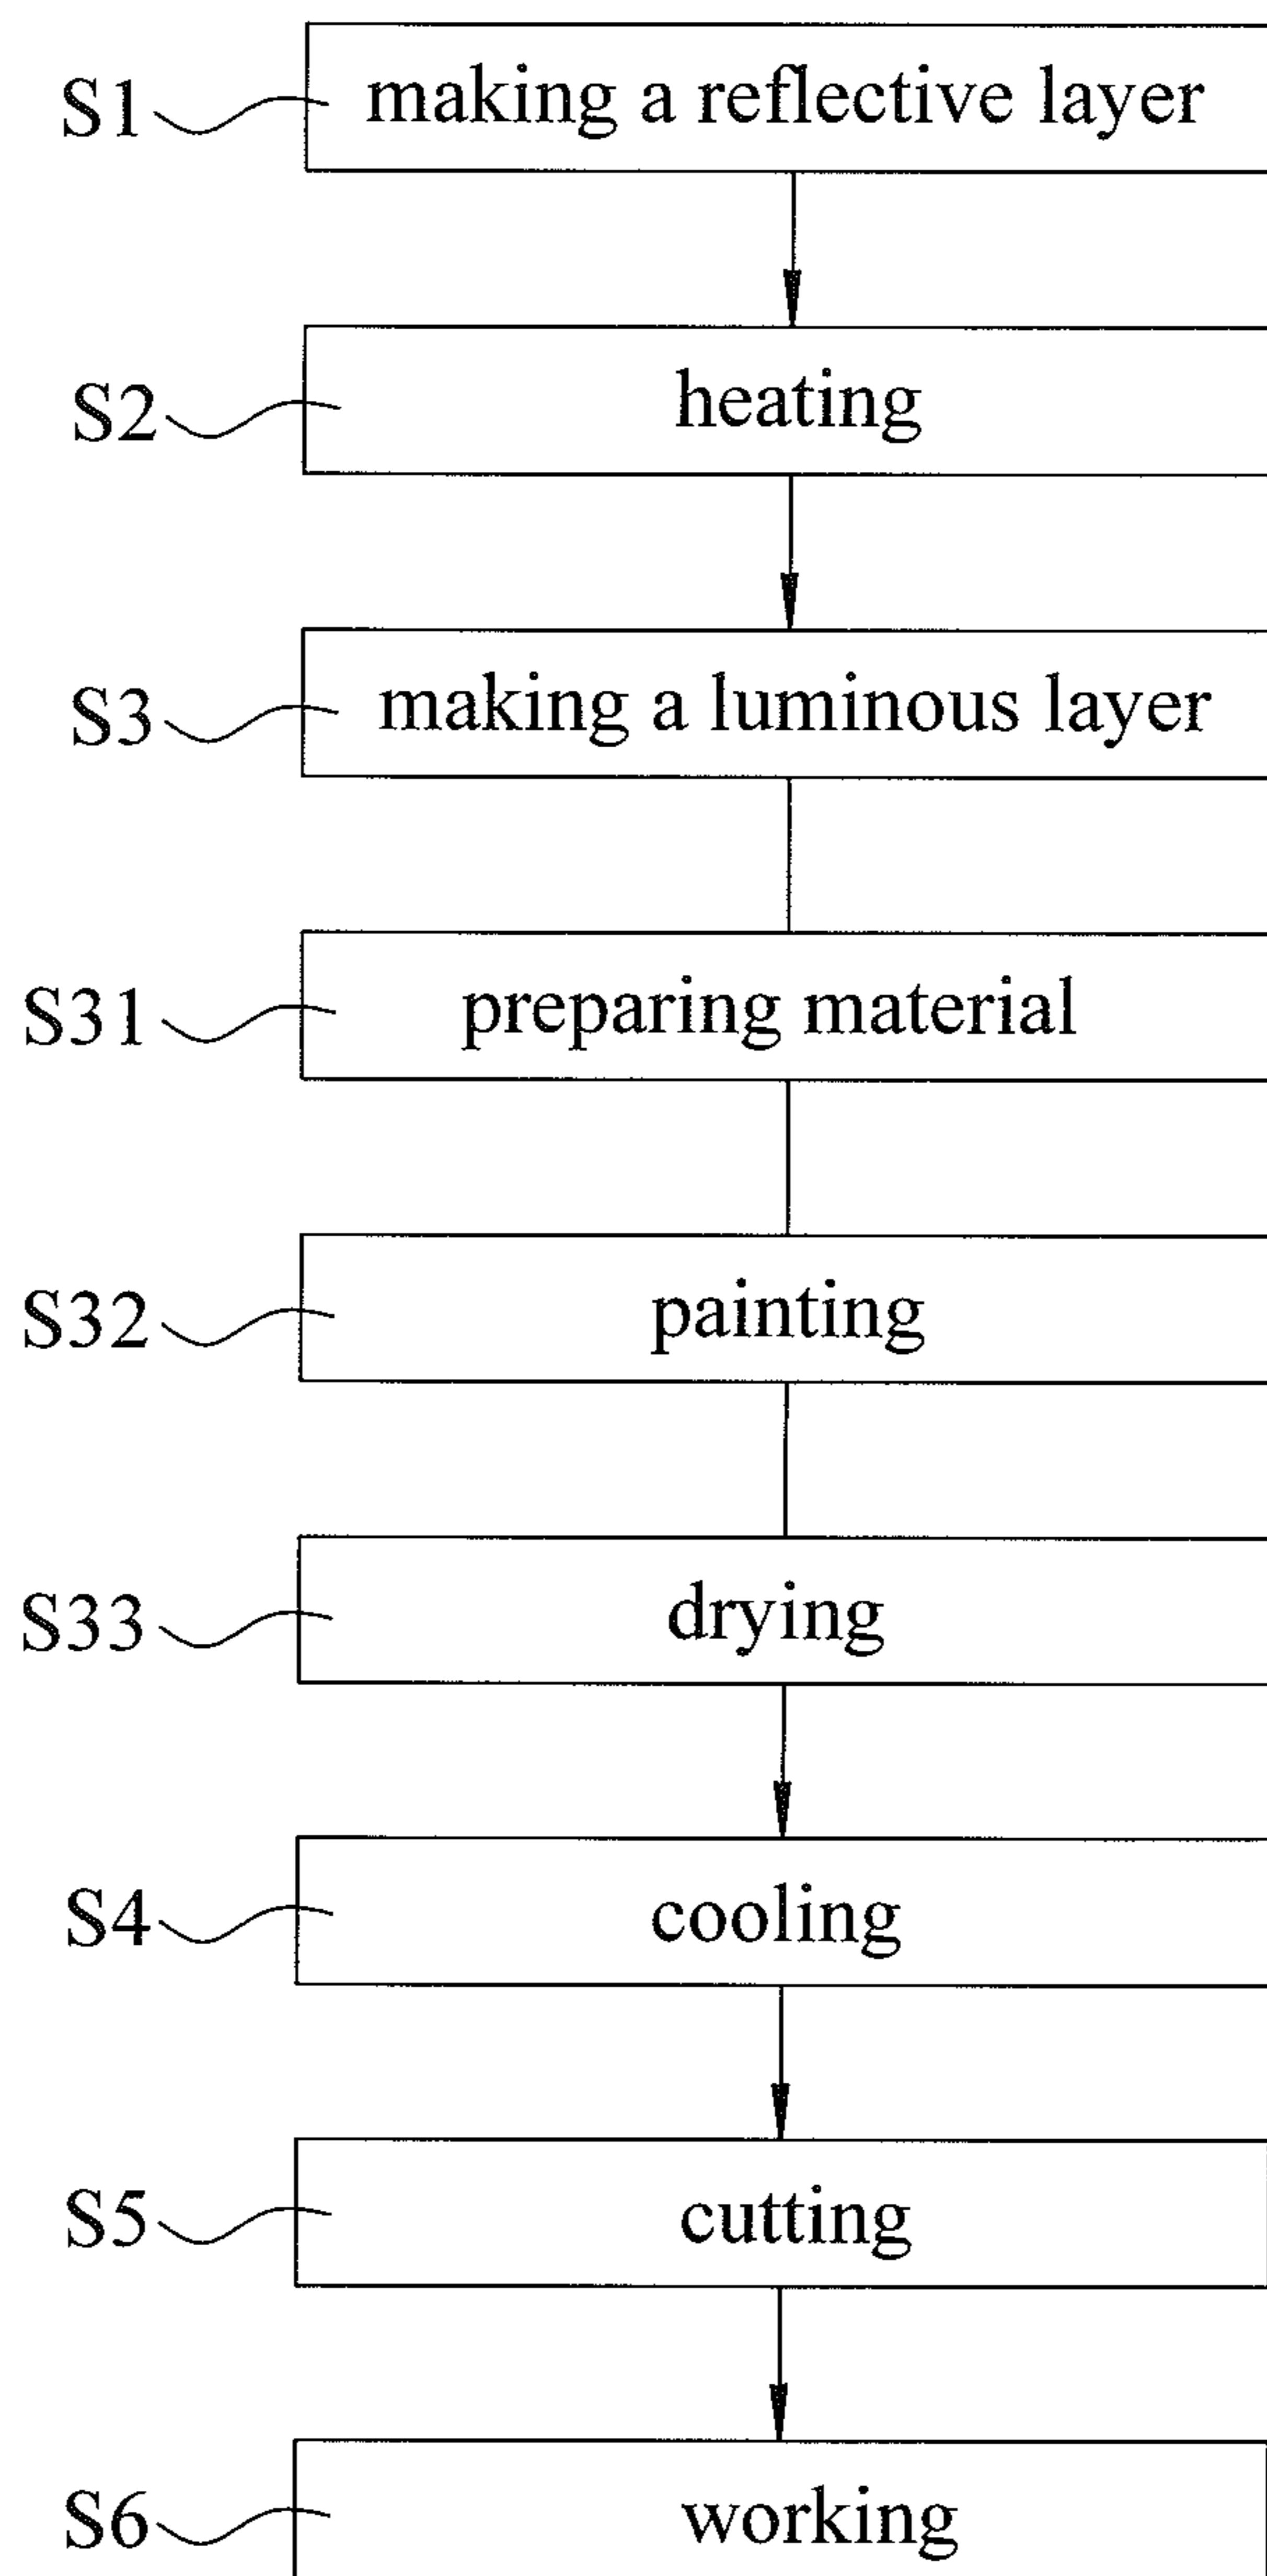 S1 making a reflective layer
S2 heating
S3 making a luminous layer
S31 preparing material
S32 painting
S33 drying
S4 cooling
S5 cutting
S6 working